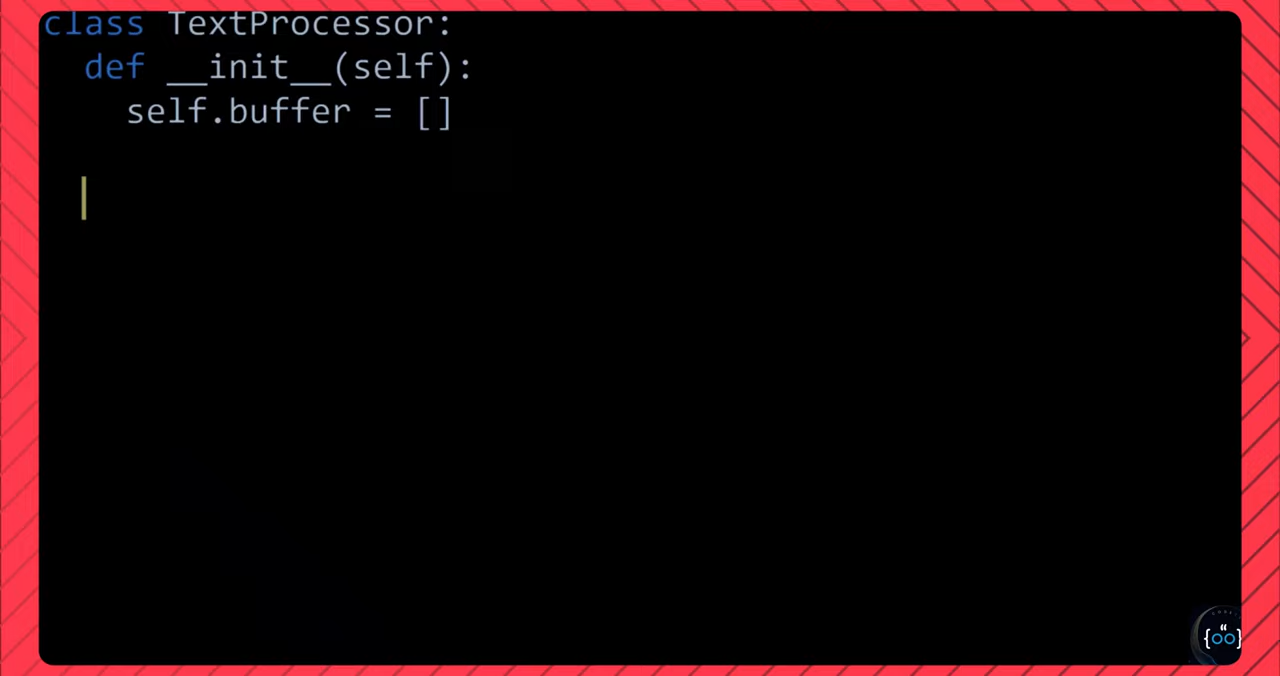 class TextProcessor:
  def __init__(self):
    self.buffer = []